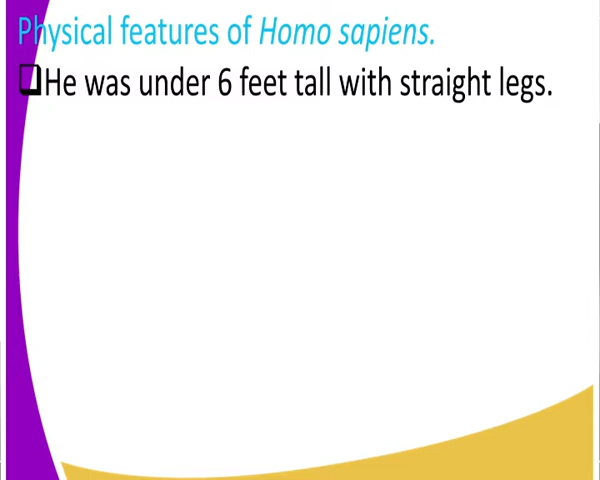 Physical features of Homo sapiens.
❑He was under 6 feet tall with straight legs.